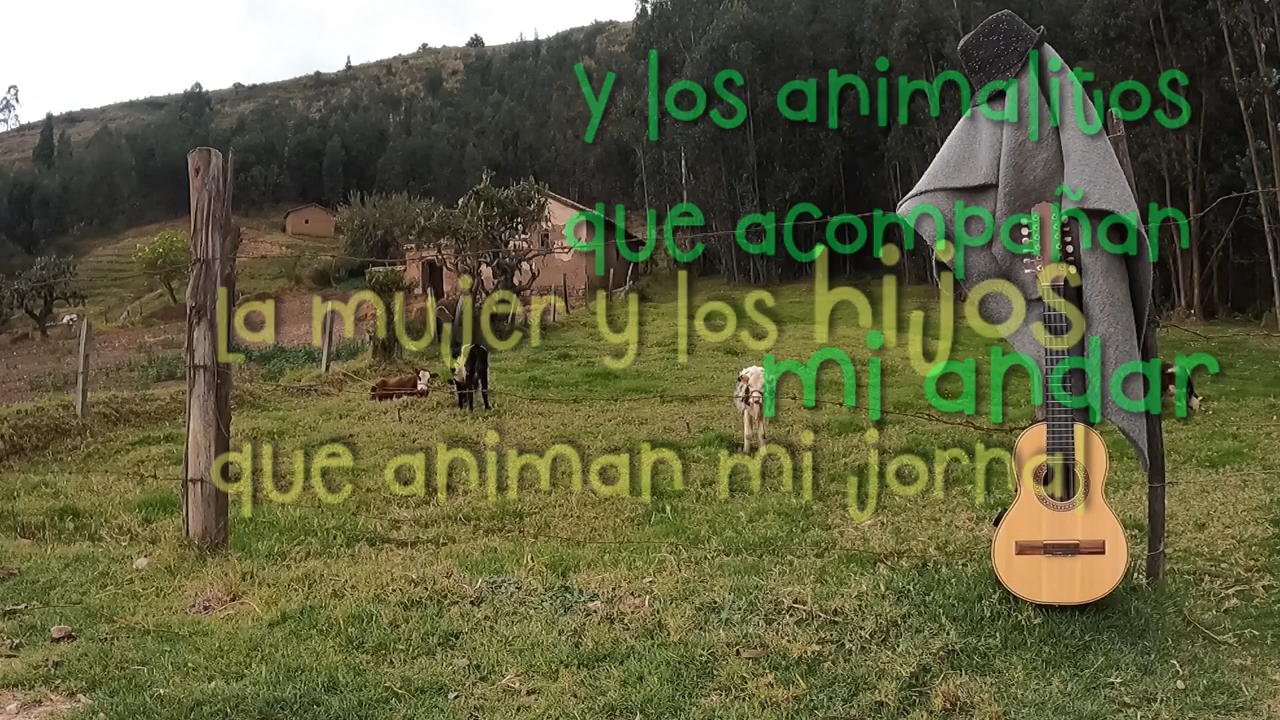 y los animalitos
que acompañan
mi andar
La mujer y los hijos
que animan mi jornal